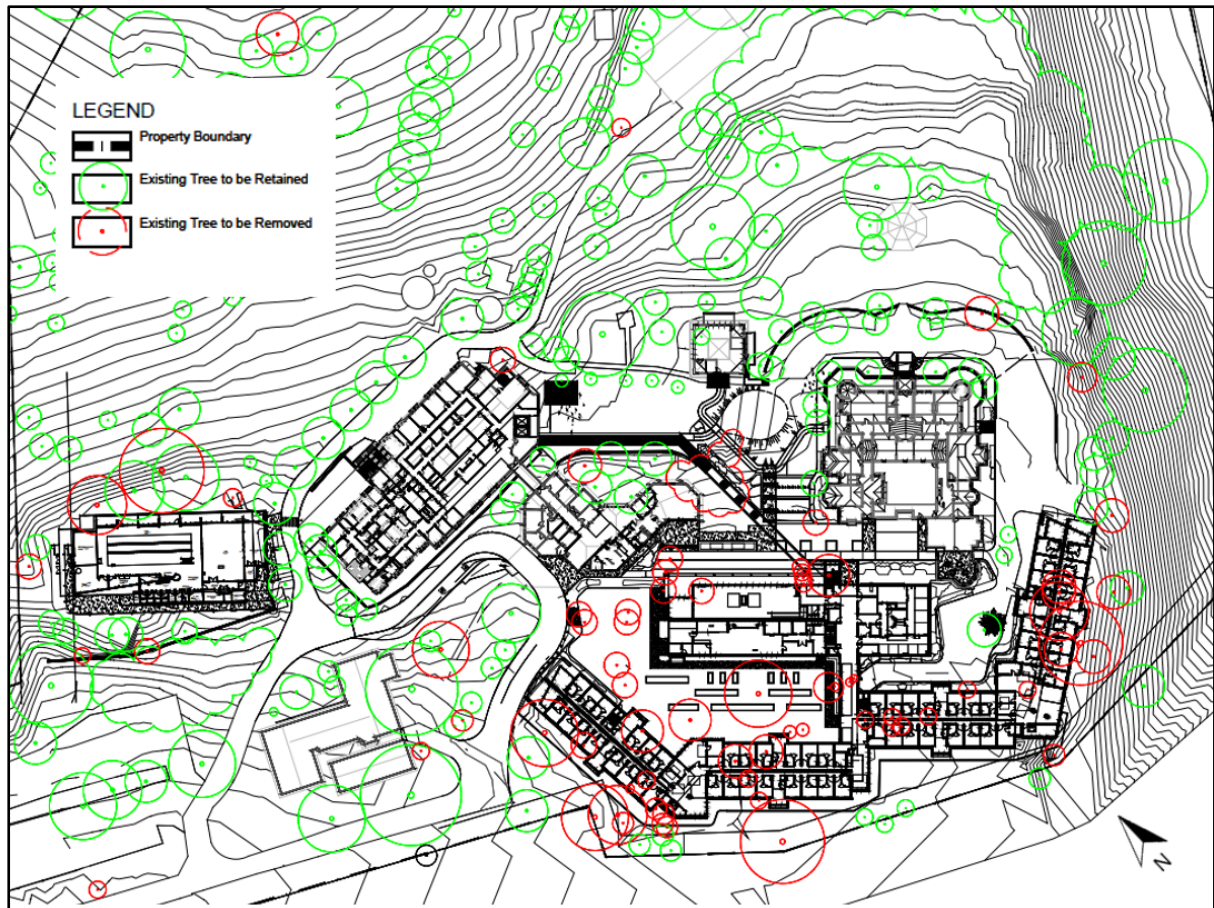 LEGEND
Property Boundary
Existing Tree to be Retained
Existing Tree to be Removed
N